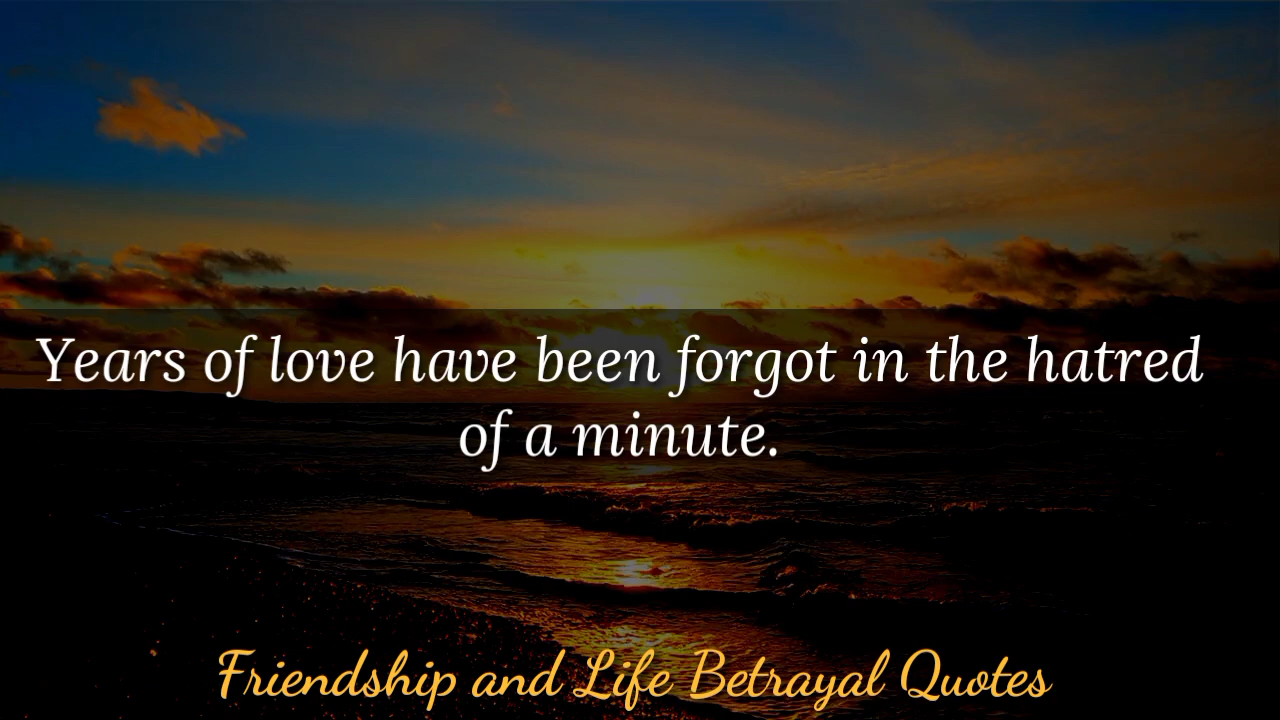 Years of love have been forgot in the hatred
of a minute.
Friendship and Life Betrayal Quotes